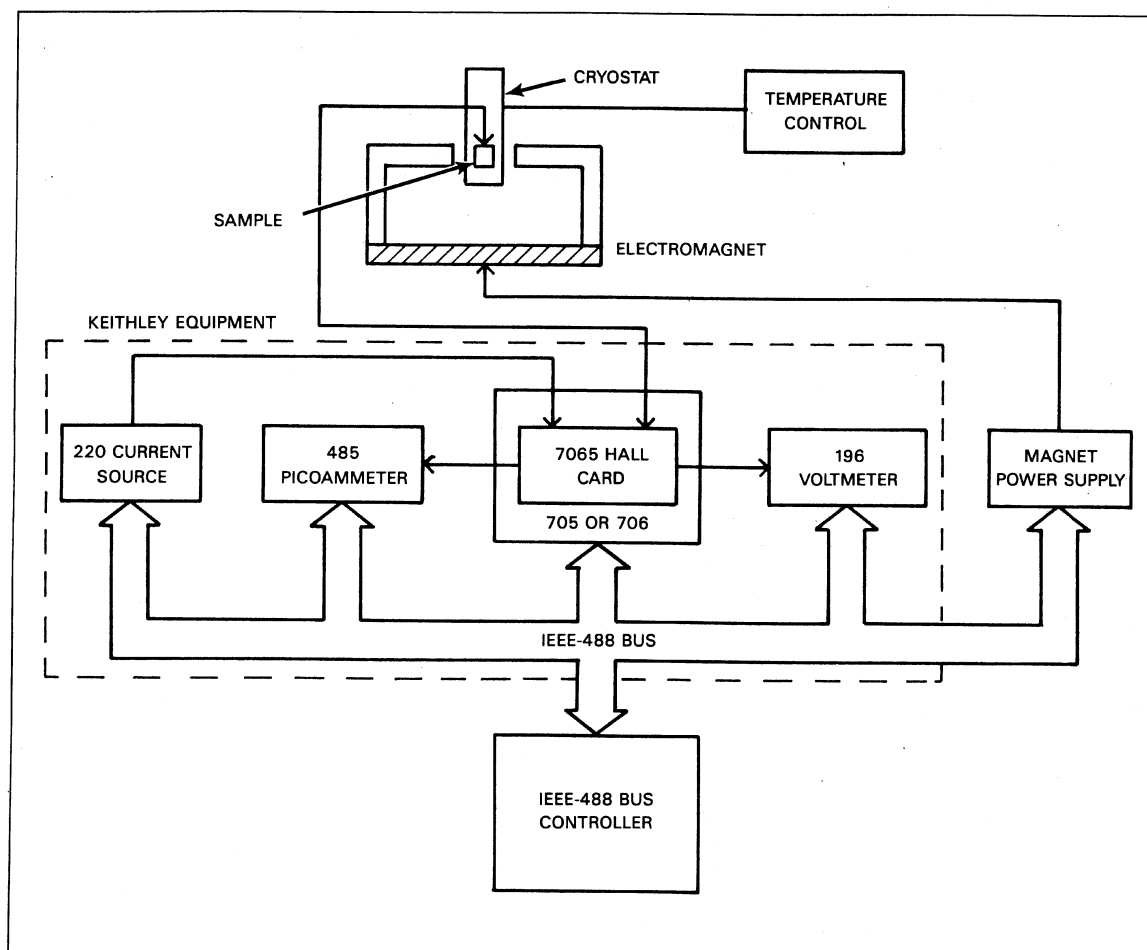 CRYOSTAT
TEMPERATURE
CONTROL
SAMPLE
ELECTROMAGNET
KEITHLEY EQUIPMENT
220 CURRENT
SOURCE
485
PICOAMMETER
7065 HALL
CARD
705 OR 706
196
VOLTMETER
MAGNET
POWER SUPPLY
IEEE-488 BUS
IEEE-488 BUS
CONTROLLER